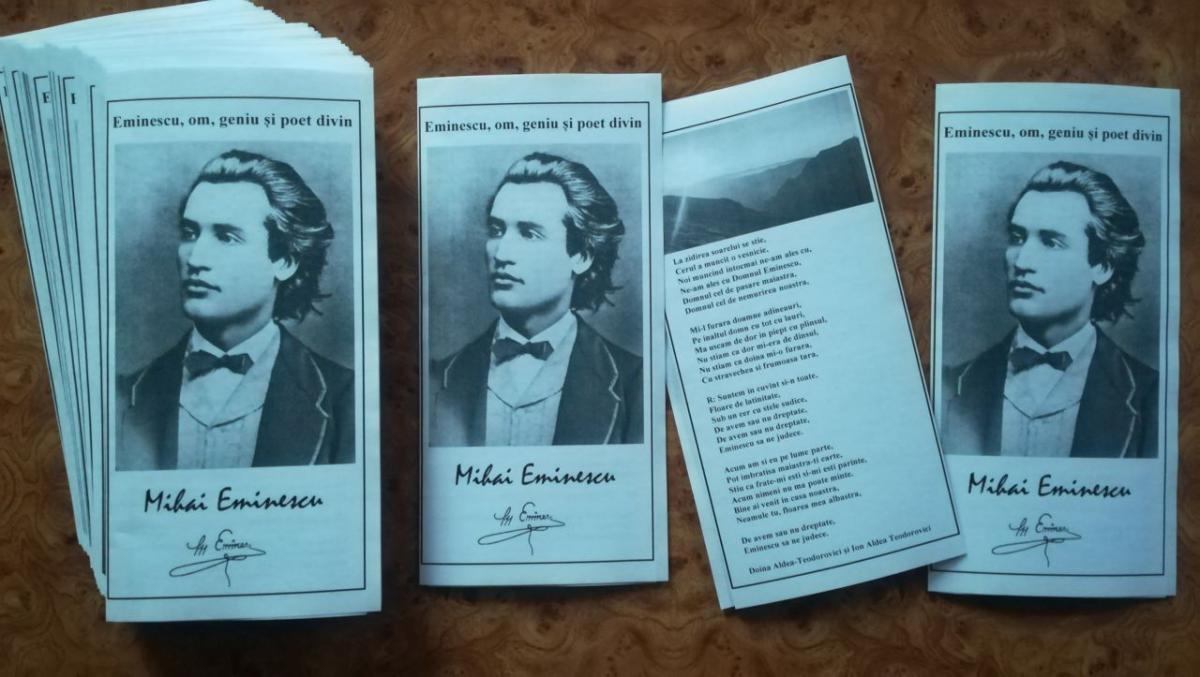 Eminescu, om, geniu și poet divin
Mihai Eminescu
M Eminescu
Eminescu, om, geniu și poet divin
Mihai Eminescu
M Eminescu
La zidirea soarelui se stie,
Cerul a muncit o vesnicie,
Noi muncind intocmai ne-am ales cu,
Ne-am ales cu Domnul Eminescu,
Domnul cel de pasare maiastra,
Domnul cel de nemurirea noastra,
Mi-l furara doamne adineauri,
Pe inaltul domn cu tot cu lauri,
Ma uscam de dor in piept cu plinsul,
Nu stiam ca dor mi-era de dinsul,
Nu stiam ca doina mi-o furara,
Cu stravechea si frumoasa tara,
R: Suntem in cuvint si-n toate,
Floare de latinitate,
Sub un cer cu stele sudice,
De avem sau nu dreptate,
De avem sau nu dreptate,
Eminescu sa ne judece.
Acum am si eu pe lume parte,
Pot imbratisa maiastra-ti carte,
Stiu ca frate-mi esti si-mi esti parinte,
Acum nimeni nu ma poate minte.
Bine ai venit in casa noastra,
Neamule tu, floarea mea albastra,
De avem sau nu dreptate,
Eminescu sa ne judece.
Doina Aldea-Teodorovici și Ion Aldea Teodorovici
Eminescu, om, geniu și poet divin
Mihai Eminescu
M Eminescu